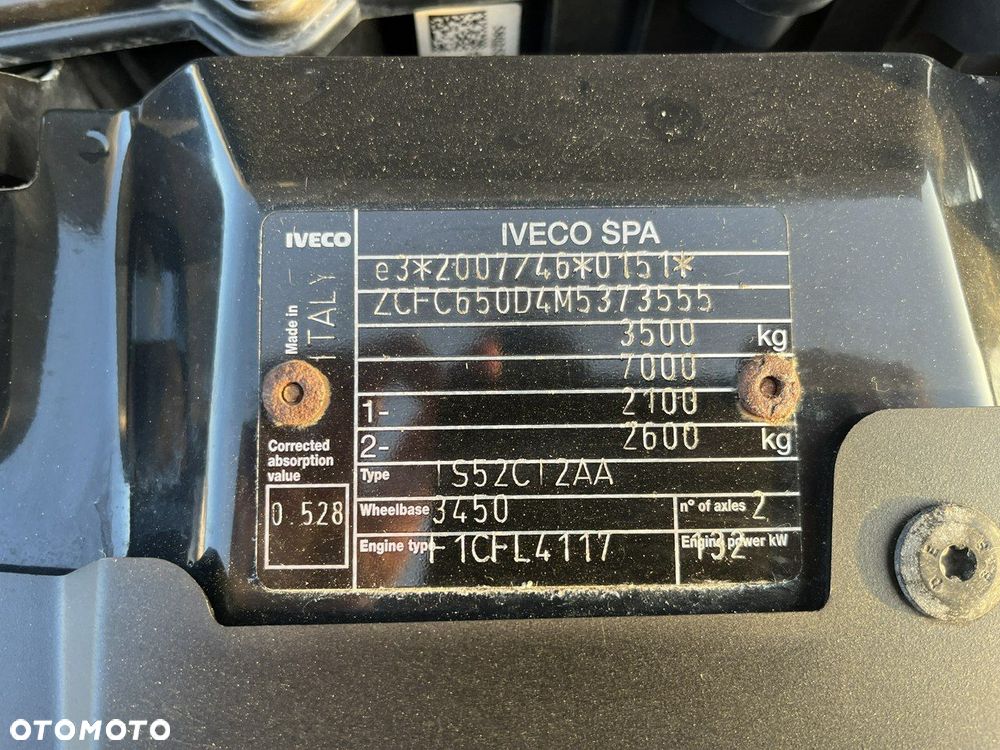 IVECO
IVECO SPA
Made in ITALY
e3*2007/46*0151*
ZCFC650D4M5373555
3500 kg
7000
1- 2100
2- 2600 kg
Corrected
absorption
value
0.528
Type IS52CI2AA
Wheelbase 3450
n° of axles 2
Engine type F1CFL4117
Engine power kW 132
OTOMOTO